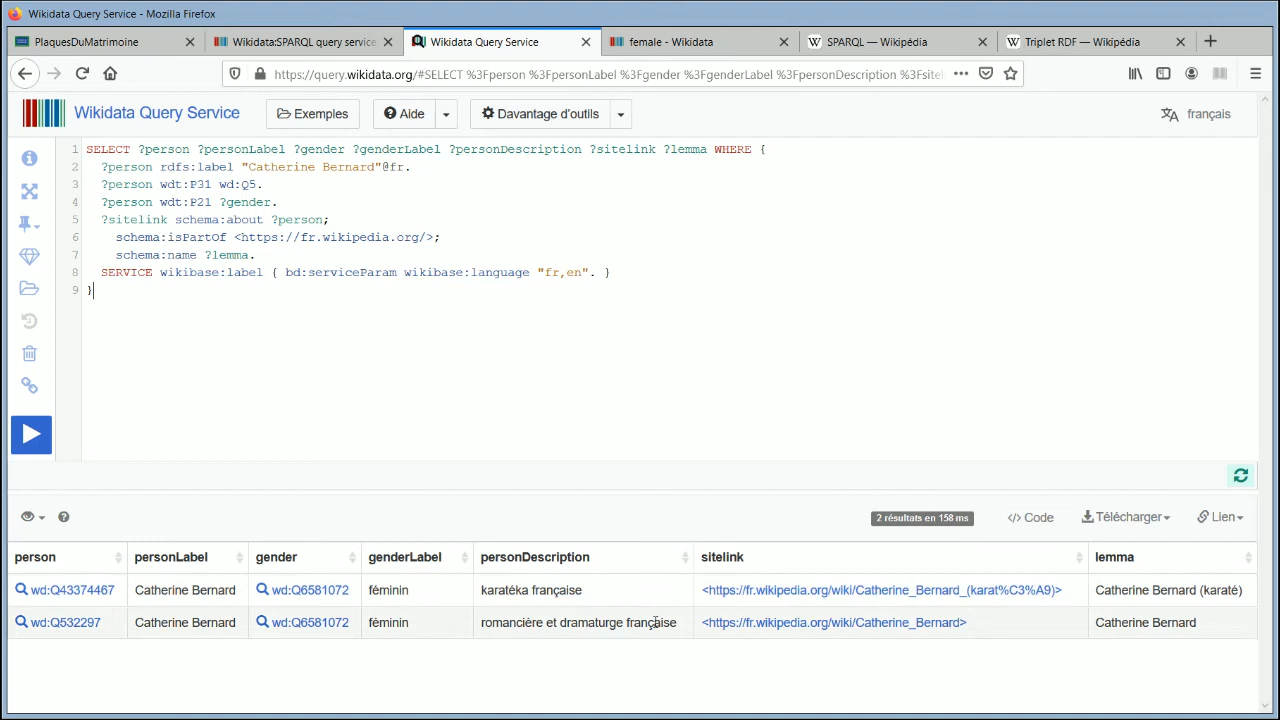 Wikidata Query Service - Mozilla Firefox
PlaquesDuMatrimoine
Wikidata:SPARQL query service
Wikidata Query Service
female - Wikidata
SPARQL — Wikipédia
Triplet RDF — Wikipédia
https://query.wikidata.org/#SELECT %3Fperson %3FpersonLabel %3Fgender %3FgenderLabel %3FpersonDescription %3Fsitel
Wikidata Query Service
Exemples
Aide
Davantage d'outils
français
1 SELECT ?person ?personLabel ?gender ?genderLabel ?personDescription ?sitelink ?lemma WHERE {
2 ?person rdfs:label "Catherine Bernard"@fr.
3 ?person wdt:P31 wd:Q5.
4 ?person wdt:P21 ?gender.
5 ?sitelink schema:about ?person;
6 schema:isPartOf <https://fr.wikipedia.org/>;
7 schema:name ?lemma.
8 SERVICE wikibase:label { bd:serviceParam wikibase:language "fr,en". }
9 }
2 résultats en 158 ms
</> Code
Télécharger
Lien
person personLabel gender genderLabel personDescription sitelink lemma
wd:Q43374467 Catherine Bernard wd:Q6581072 féminin karatéka française <https://fr.wikipedia.org/wiki/Catherine_Bernard_(karat%C3%A9)> Catherine Bernard (karaté)
wd:Q532297 Catherine Bernard wd:Q6581072 féminin romancière et dramaturge française <https://fr.wikipedia.org/wiki/Catherine_Bernard> Catherine Bernard